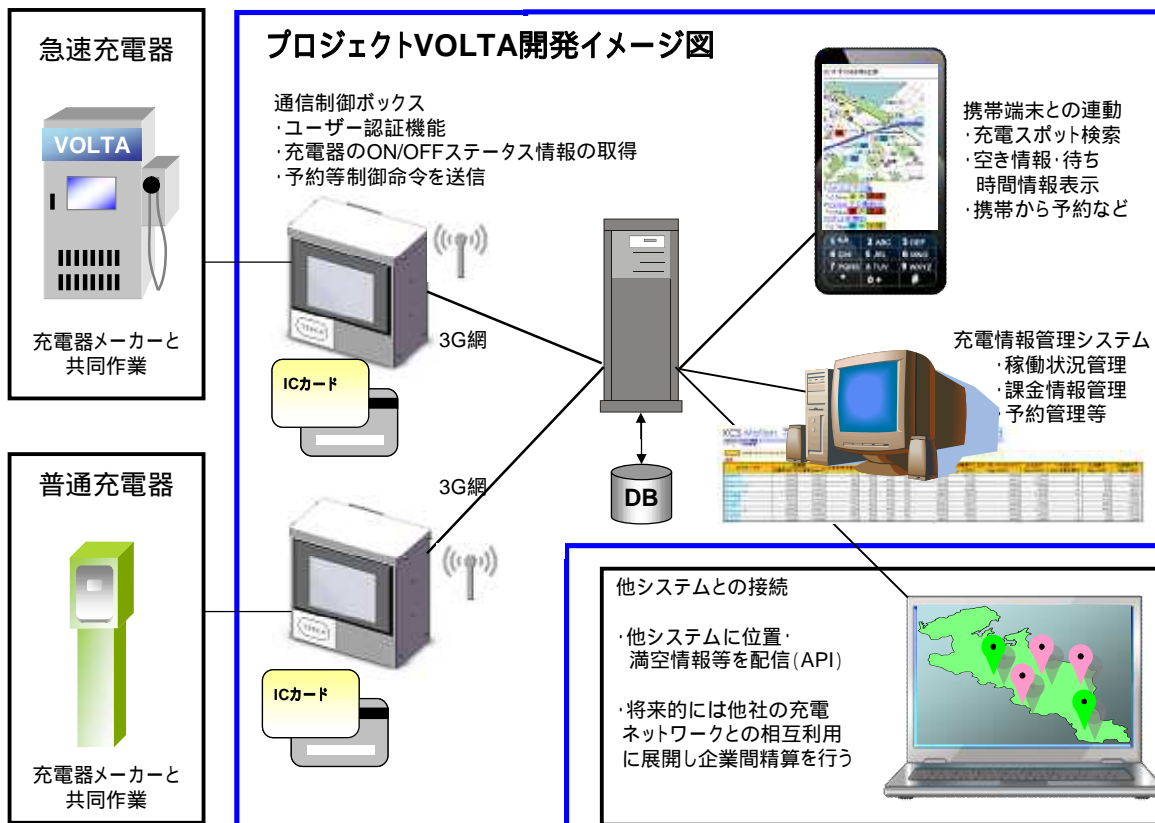 急速充電器
VOLTA
充電器メーカーと
共同作業
普通充電器
充電器メーカーと
共同作業
プロジェクトVOLTA開発イメージ図
通信制御ボックス
・ユーザー認証機能
・充電器のON/OFFステータス情報の取得
・予約等制御命令を送信
3G網
ICカード
3G網
ICカード
DB
携帯端末との連動
・充電スポット検索
・空き情報・待ち
時間情報表示
・携帯から予約など
充電情報管理システム
・稼働状況管理
・課金情報管理
・予約管理等
他システムとの接続
・他システムに位置・
満空情報等を配信(API)
・将来的には他社の充電
ネットワークとの相互利用
に展開し企業間精算を行う